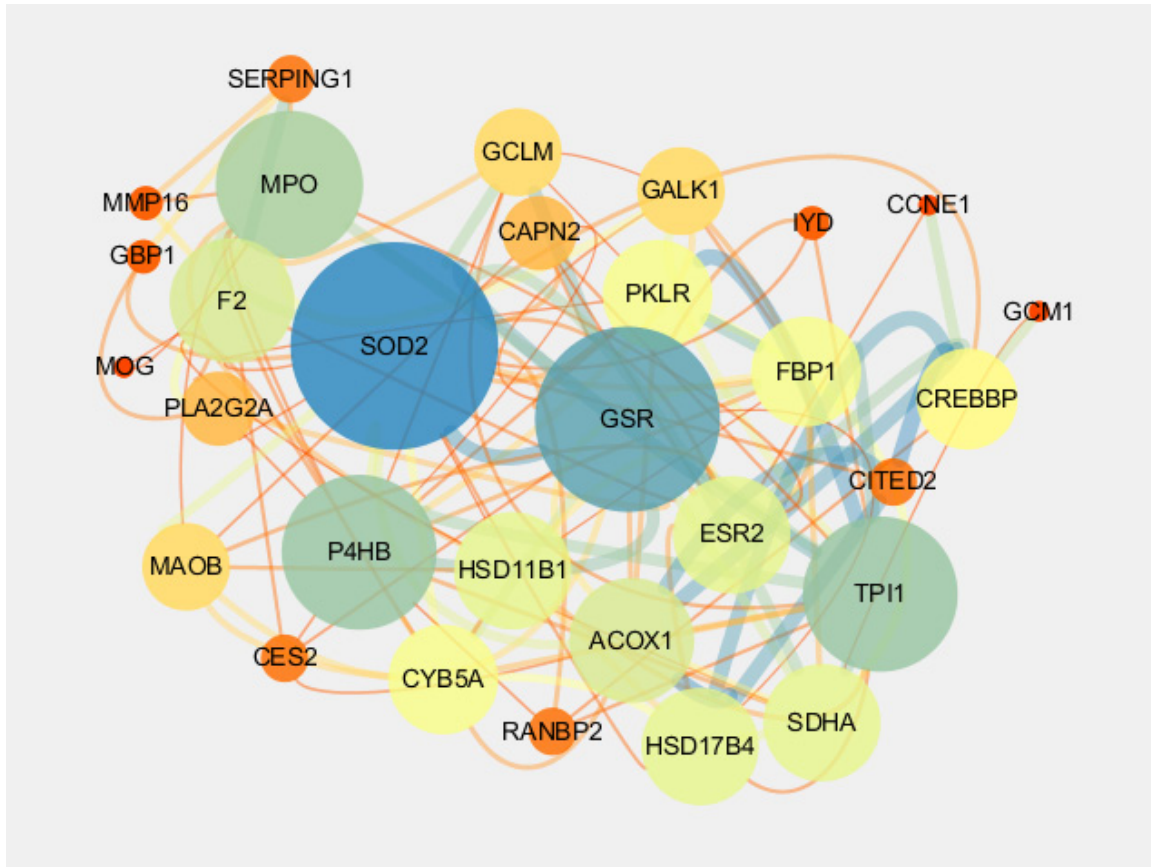 SERPING1
GCLM
MPO
GALK1
MMP16
CCNE1
IYD
CAPN2
GBP1
PKLR
F2
GCM1
SOD2
MOG
FBP1
CREBBP
PLA2G2A
GSR
CITED2
ESR2
P4HB
MAOB
HSD11B1
TPI1
ACOX1
CES2
CYB5A
SDHA
RANBP2
HSD17B4